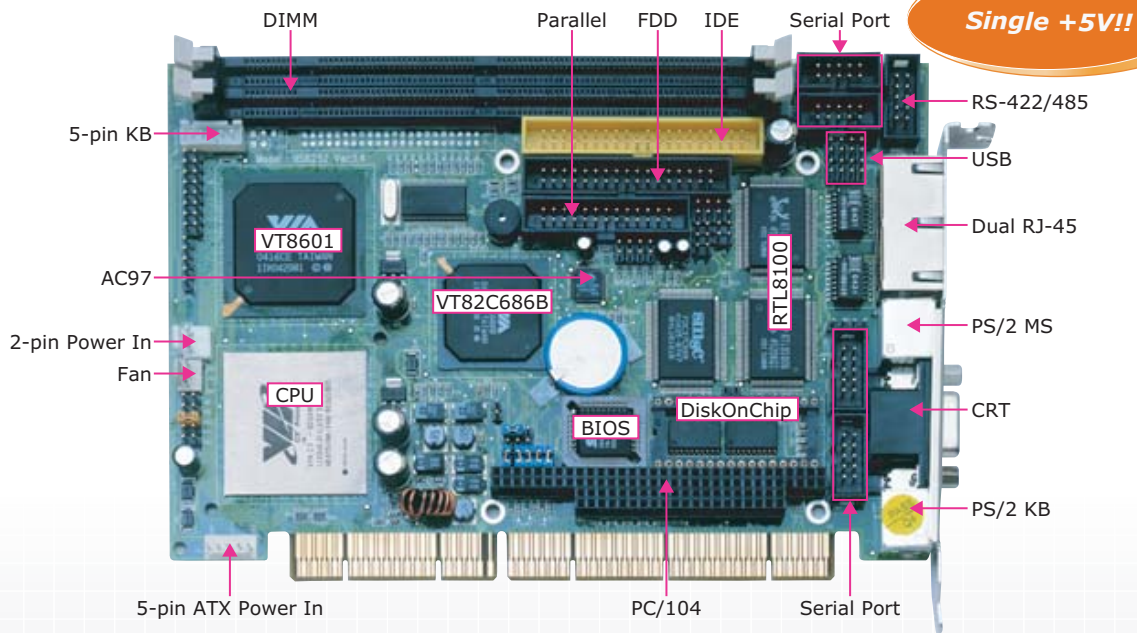 DIMM
Parallel
FDD
IDE
Serial Port
Single +5V!!
RS-422/485
5-pin KB
USB
VT8601
Dual RJ-45
AC97
VT82C686B
RTL8100
2-pin Power In
PS/2 MS
Fan
CPU
DiskOnChip
CRT
BIOS
PS/2 KB
5-pin ATX Power In
PC/104
Serial Port
VIA